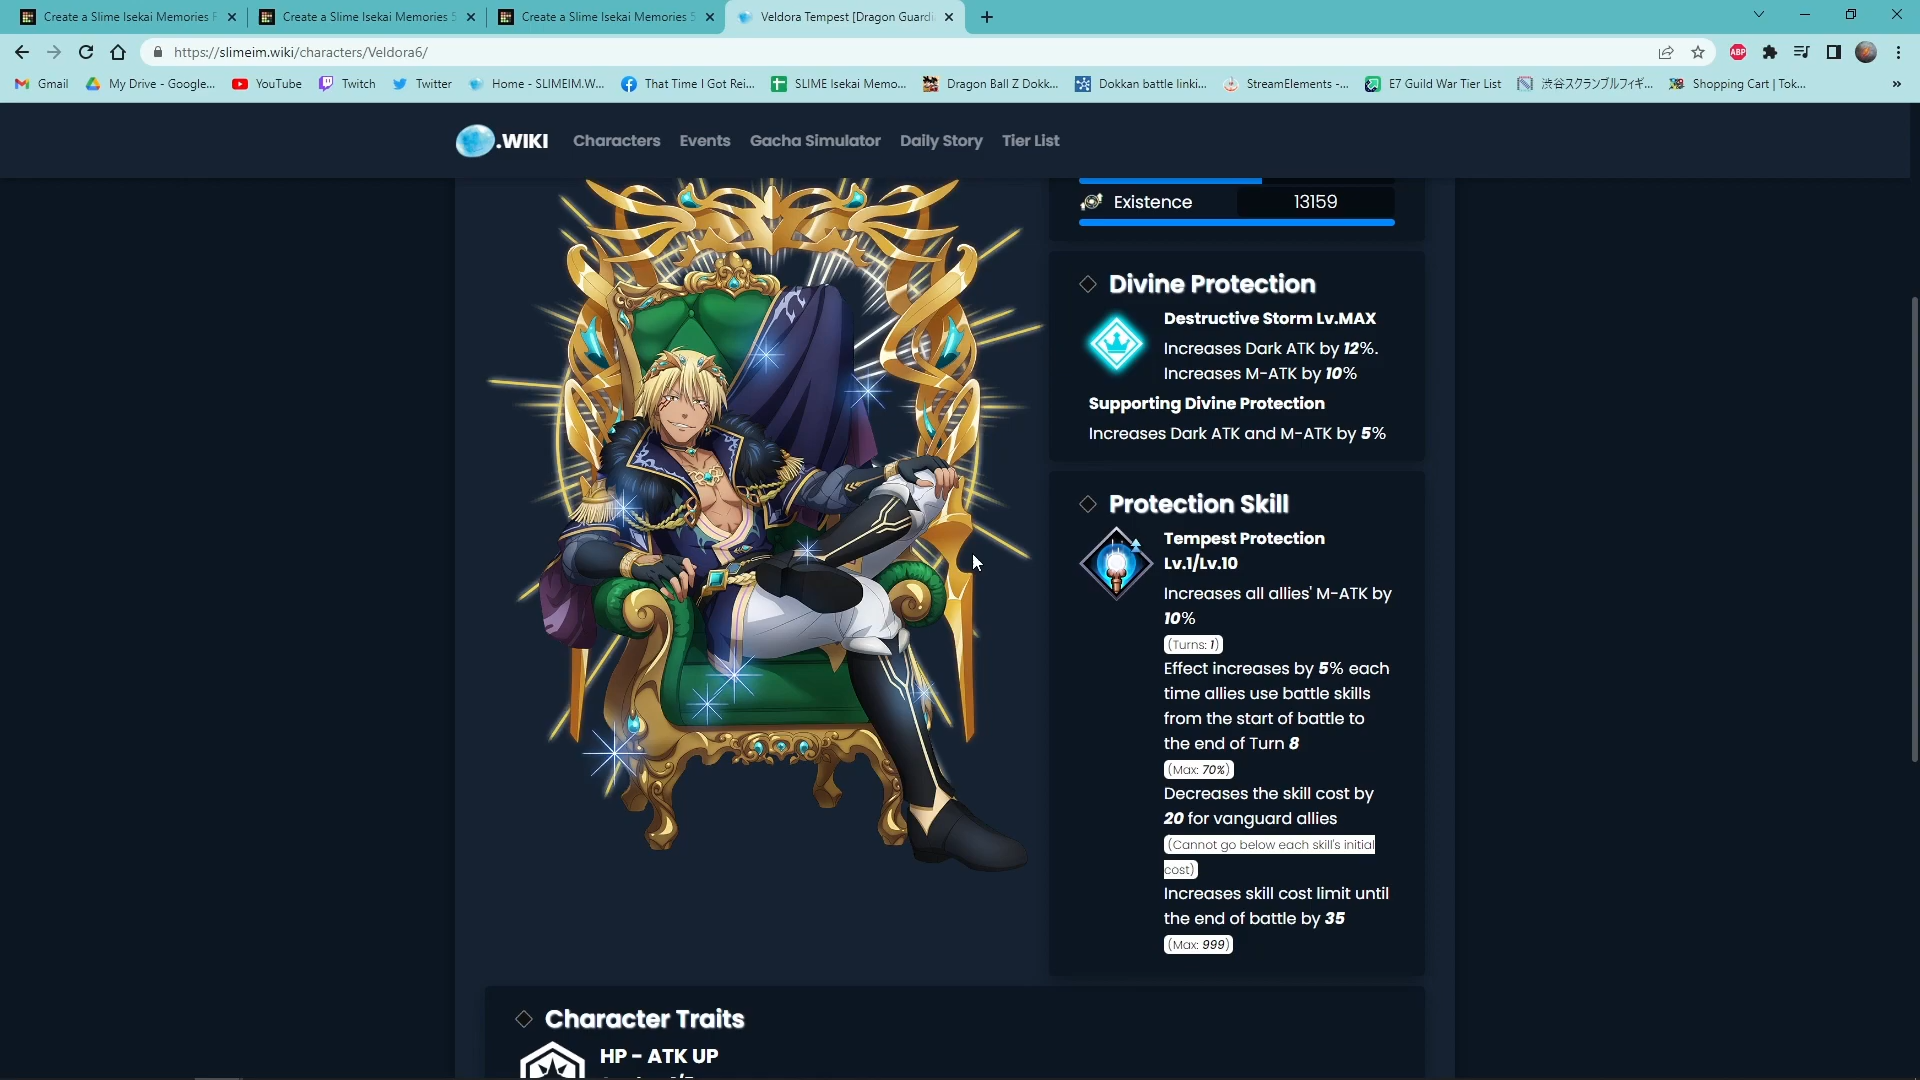 Create a Slime Isekai Memories F
Create a Slime Isekai Memories 5
Create a Slime Isekai Memories 5
Veldora Tempest [Dragon Guardi
https://slimeim.wiki/characters/Veldora6/
ABP
Gmail
My Drive - Google...
YouTube
Twitch
Twitter
Home - SLIMEIM.W...
That Time I Got Rei...
SLIME Isekai Memo...
Dragon Ball Z Dokk...
Dokkan battle linki...
StreamElements -...
E7 Guild War Tier List
渋谷スクランブルフィギ...
Shopping Cart | Tok...
»
.WIKI
Characters
Events
Gacha Simulator
Daily Story
Tier List
Existence 13159
Divine Protection
Destructive Storm Lv.MAX
Increases Dark ATK by 12%.
Increases M-ATK by 10%
Supporting Divine Protection
Increases Dark ATK and M-ATK by 5%
Protection Skill
Tempest Protection
Lv.1/Lv.10
Increases all allies' M-ATK by
10%
(Turns: 1)
Effect increases by 5% each
time allies use battle skills
from the start of battle to
the end of Turn 8
(Max: 70%)
Decreases the skill cost by
20 for vanguard allies
(Cannot go below each skill's initial
cost)
Increases skill cost limit until
the end of battle by 35
(Max: 999)
Character Traits
HP - ATK UP